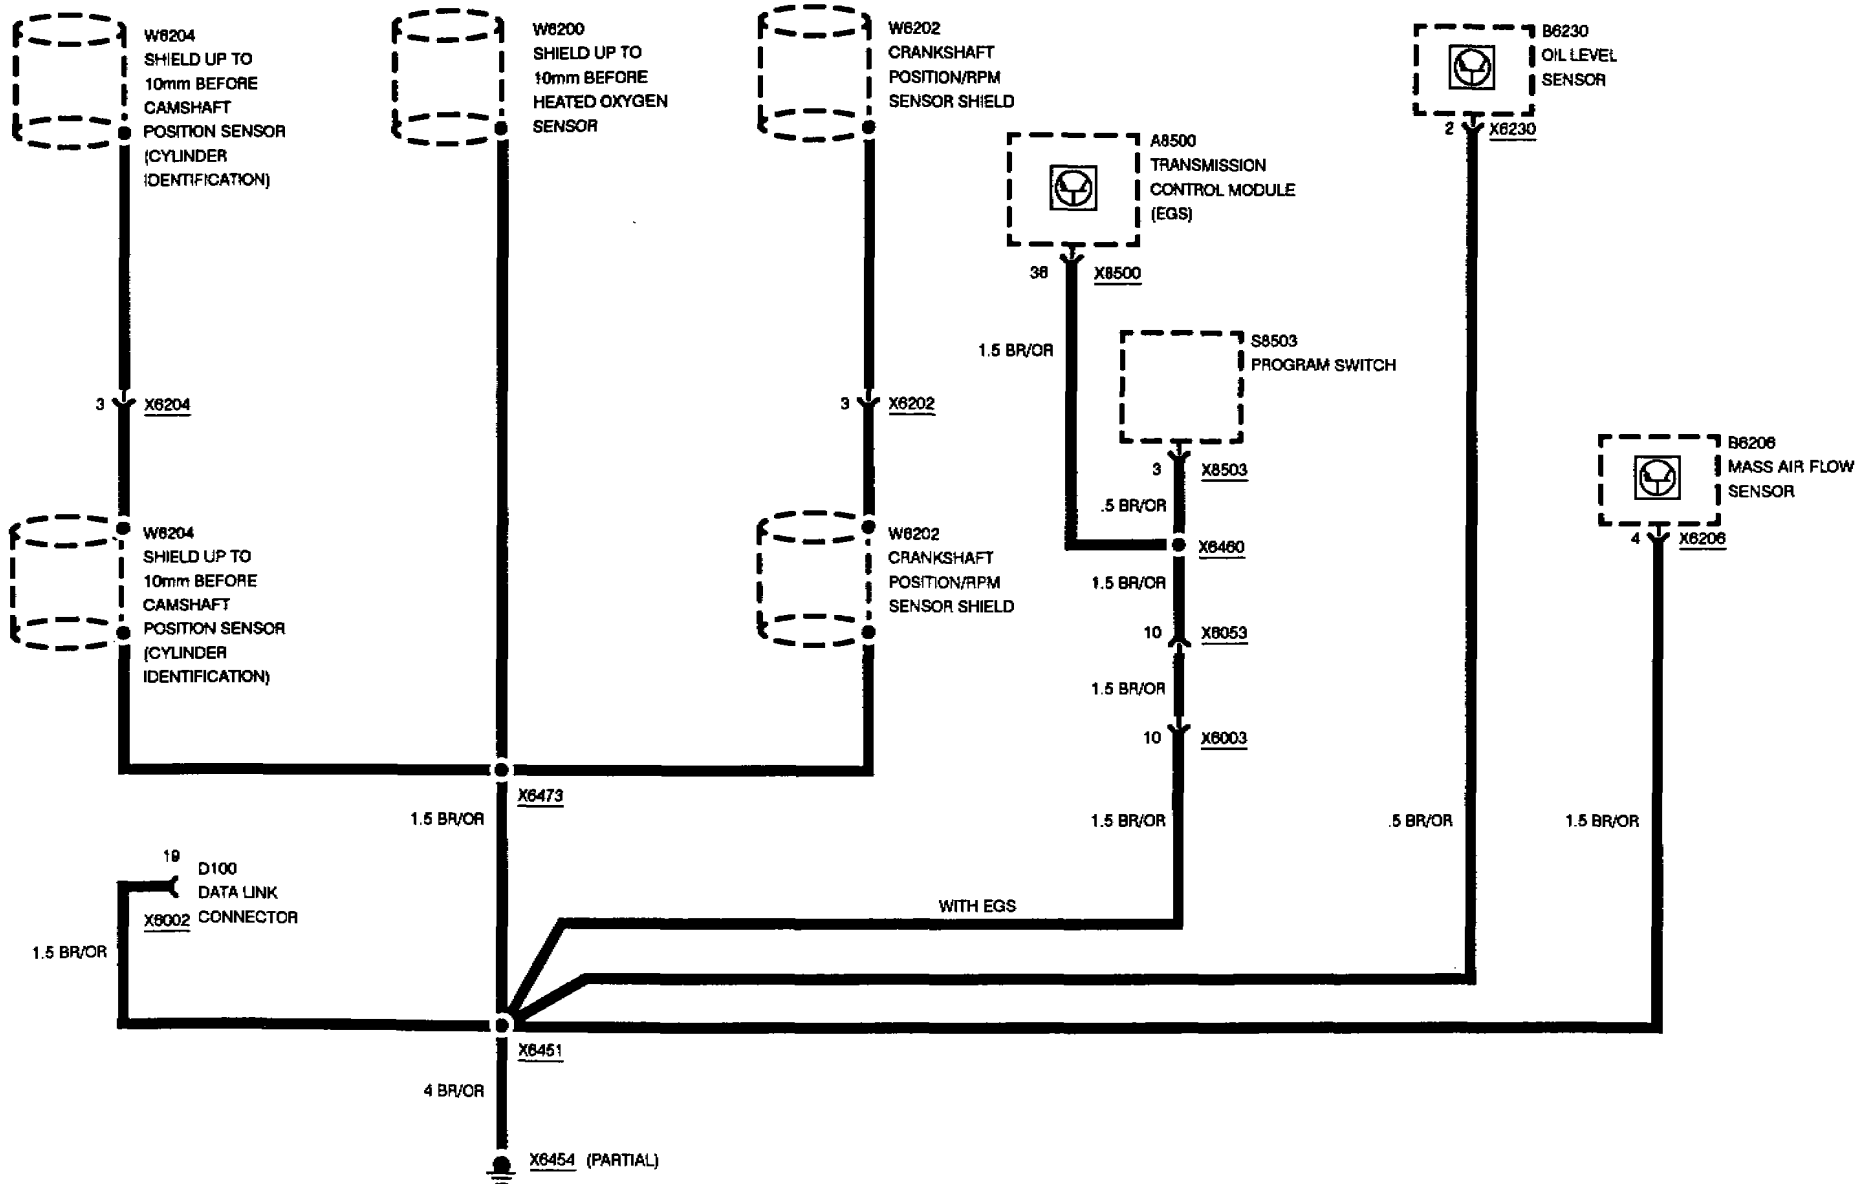 W6204
SHIELD UP TO
10mm BEFORE
CAMSHAFT
POSITION SENSOR
(CYLINDER
IDENTIFICATION)
W6200
SHIELD UP TO
10mm BEFORE
HEATED OXYGEN
SENSOR
W6202
CRANKSHAFT
POSITION/RPM
SENSOR SHIELD
A8500
TRANSMISSION
CONTROL MODULE
(EGS)
B6230
OIL LEVEL
SENSOR
2 X6230
38 X8500
1.5 BR/OR
S8503
PROGRAM SWITCH
3 X6204
3 X6202
3 X8503
.5 BR/OR
B6206
MASS AIR FLOW
SENSOR
4 X6206
W6204
SHIELD UP TO
10mm BEFORE
CAMSHAFT
POSITION SENSOR
(CYLINDER
IDENTIFICATION)
W6202
CRANKSHAFT
POSITION/RPM
SENSOR SHIELD
X6460
1.5 BR/OR
10 X6053
1.5 BR/OR
10 X6003
X6473
1.5 BR/OR
1.5 BR/OR
.5 BR/OR
1.5 BR/OR
19
D100
DATA LINK
CONNECTOR
X6002
1.5 BR/OR
WITH EGS
X6451
4 BR/OR
X6454 (PARTIAL)